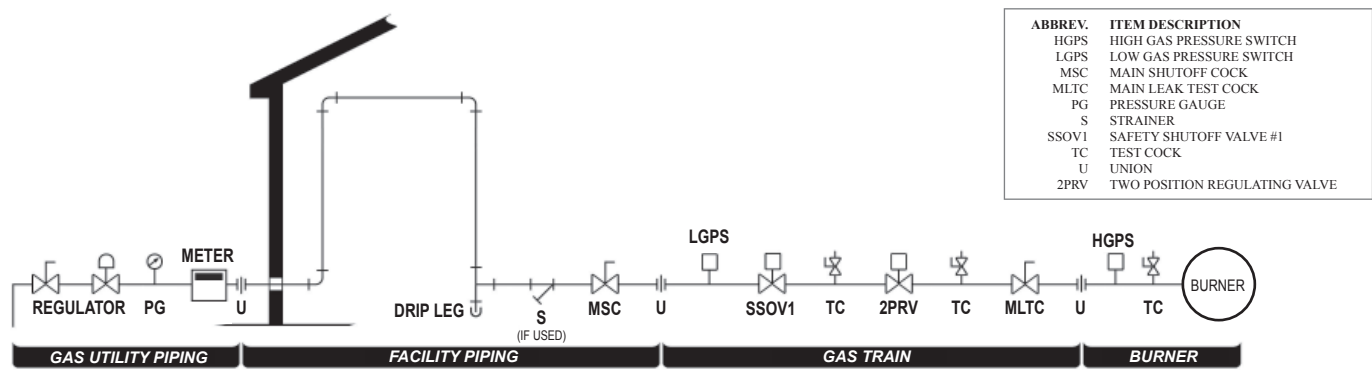 ABBREV. ITEM DESCRIPTION
HGPS HIGH GAS PRESSURE SWITCH
LGPS LOW GAS PRESSURE SWITCH
MSC MAIN SHUTOFF COCK
MLTC MAIN LEAK TEST COCK
PG PRESSURE GAUGE
S STRAINER
SSOV1 SAFETY SHUTOFF VALVE #1
TC TEST COCK
U UNION
2PRV TWO POSITION REGULATING VALVE
METER
LGPS
HGPS
BURNER
REGULATOR PG U DRIP LEG S MSC U SSOV1 TC 2PRV TC MLTC U TC
(IF USED)
GAS UTILITY PIPING FACILITY PIPING GAS TRAIN BURNER